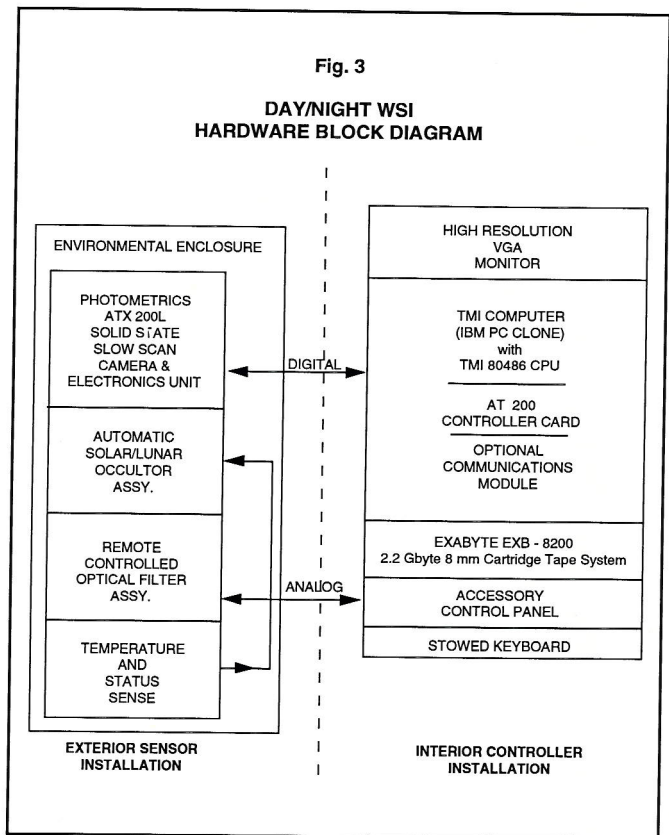 Fig. 3
DAY/NIGHT WSI
HARDWARE BLOCK DIAGRAM
ENVIRONMENTAL ENCLOSURE
PHOTOMETRICS
ATX 200L
SOLID STATE
SLOW SCAN
CAMERA &
ELECTRONICS UNIT
AUTOMATIC
SOLAR/LUNAR
OCCULTOR
ASSY.
REMOTE
CONTROLLED
OPTICAL FILTER
ASSY.
TEMPERATURE
AND
STATUS
SENSE
EXTERIOR SENSOR
INSTALLATION
DIGITAL
ANALOG
HIGH RESOLUTION
VGA
MONITOR
TMI COMPUTER
(IBM PC CLONE)
with
TMI 80486 CPU
AT 200
CONTROLLER CARD
OPTIONAL
COMMUNICATIONS
MODULE
EXABYTE EXB - 8200
2.2 Gbyte 8 mm Cartridge Tape System
ACCESSORY
CONTROL PANEL
STOWED KEYBOARD
INTERIOR CONTROLLER
INSTALLATION